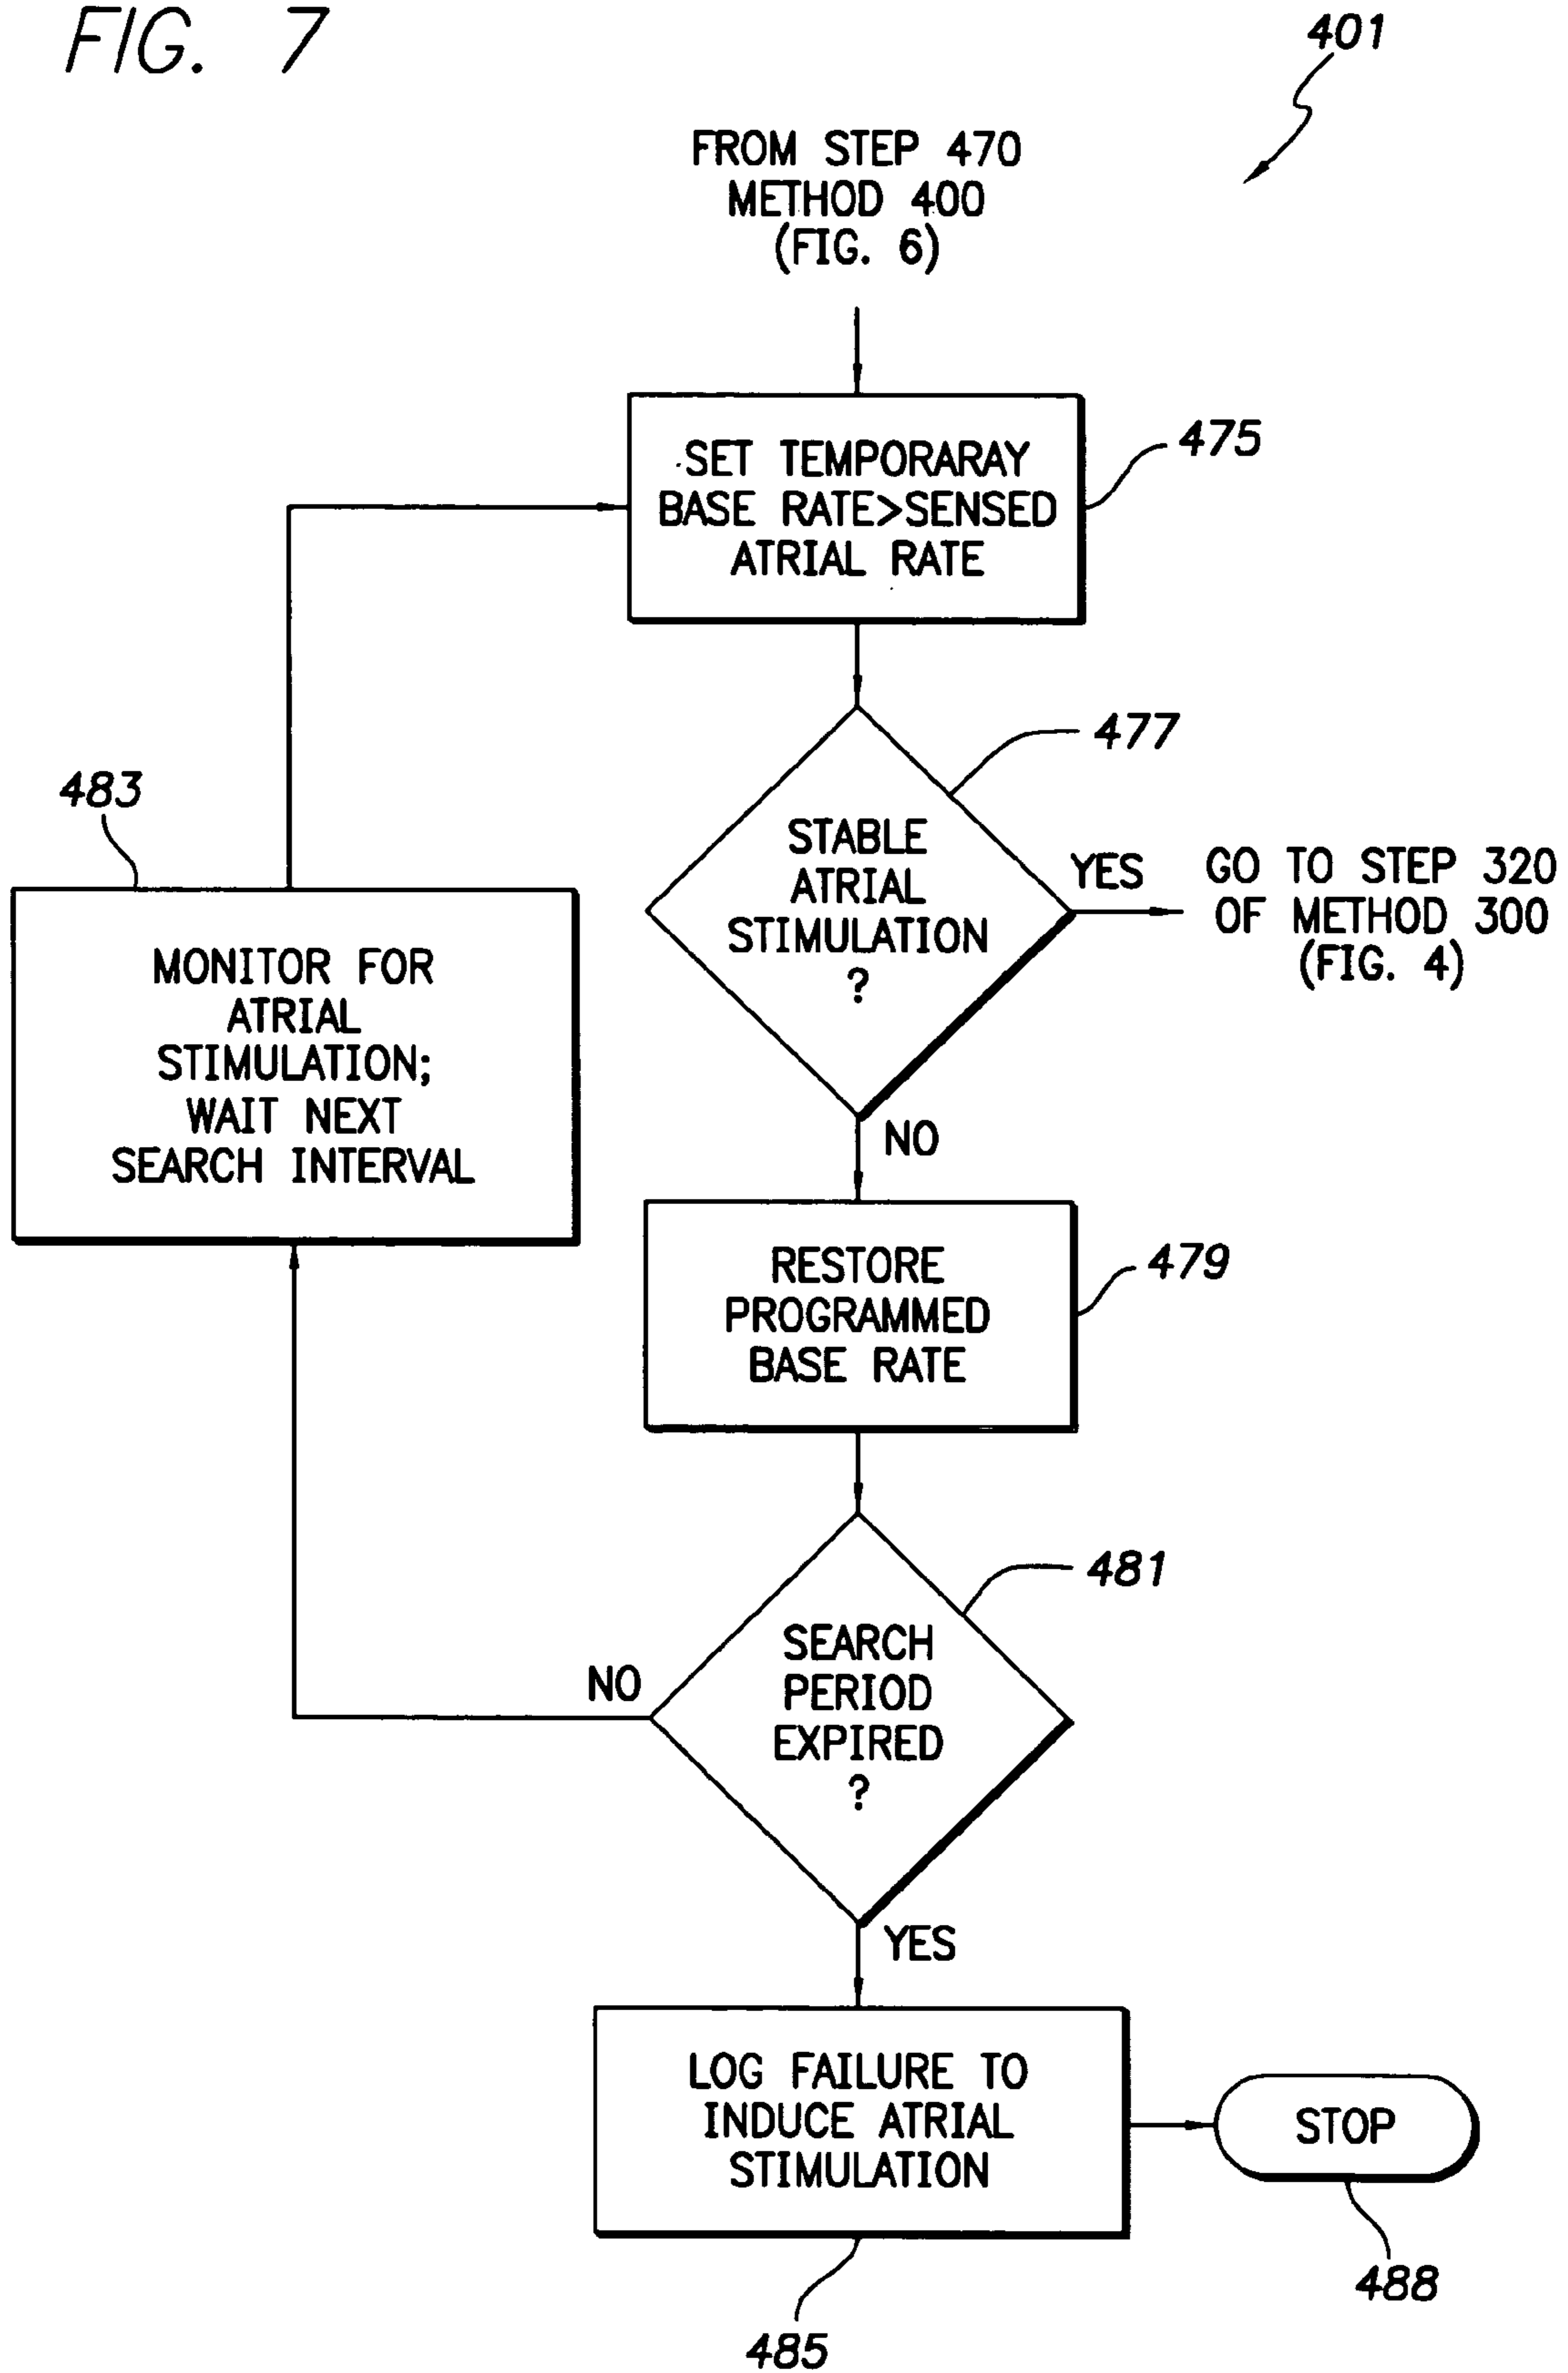 FIG. 7
401
FROM STEP 470
METHOD 400
(FIG. 6)
SET TEMPORARAY
BASE RATE>SENSED
ATRIAL RATE
475
477
STABLE
ATRIAL
STIMULATION
?
YES
GO TO STEP 320
OF METHOD 300
(FIG. 4)
483
MONITOR FOR
ATRIAL
STIMULATION;
WAIT NEXT
SEARCH INTERVAL
NO
RESTORE
PROGRAMMED
BASE RATE
479
481
SEARCH
PERIOD
EXPIRED
?
NO
YES
LOG FAILURE TO
INDUCE ATRIAL
STIMULATION
485
STOP
488